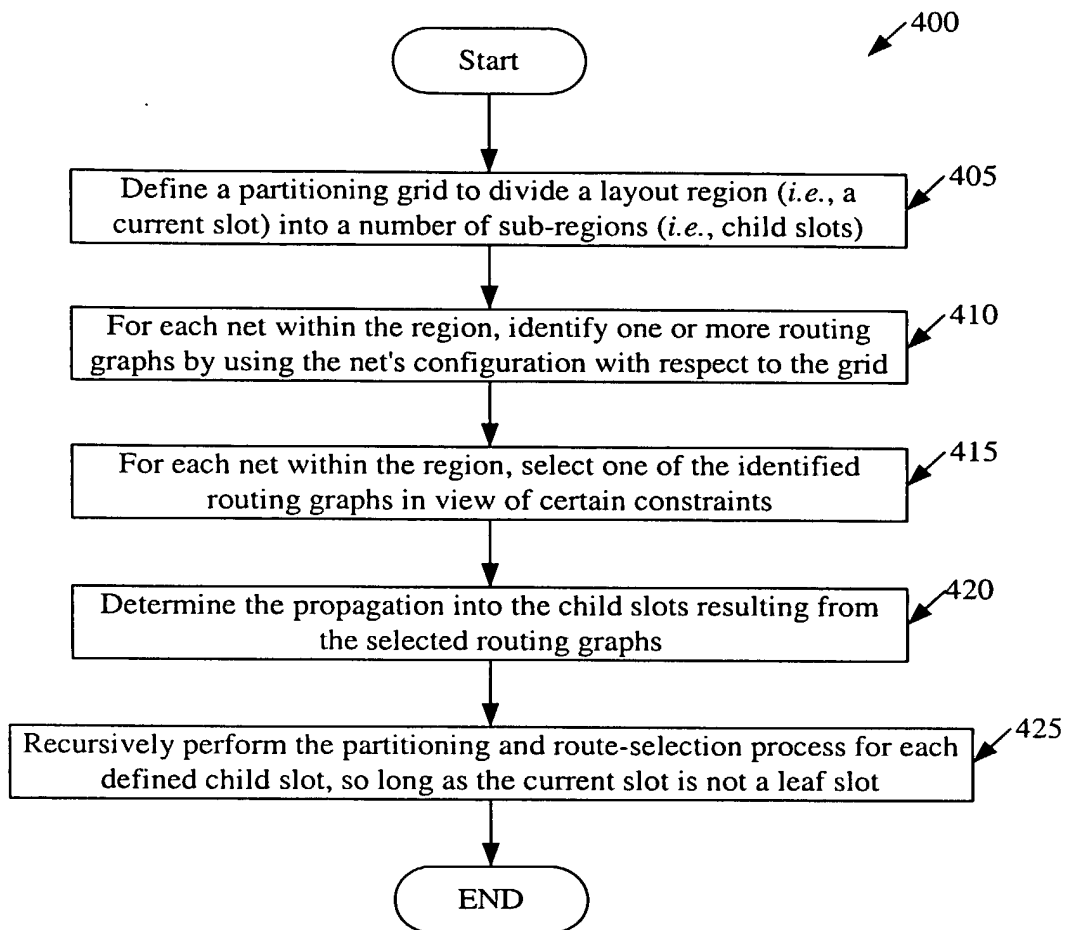 400
Start
Define a partitioning grid to divide a layout region (i.e., a
current slot) into a number of sub-regions (i.e., child slots)
405
For each net within the region, identify one or more routing
graphs by using the net's configuration with respect to the grid
410
For each net within the region, select one of the identified
routing graphs in view of certain constraints
415
Determine the propagation into the child slots resulting from
the selected routing graphs
420
Recursively perform the partitioning and route-selection process for each
defined child slot, so long as the current slot is not a leaf slot
425
END